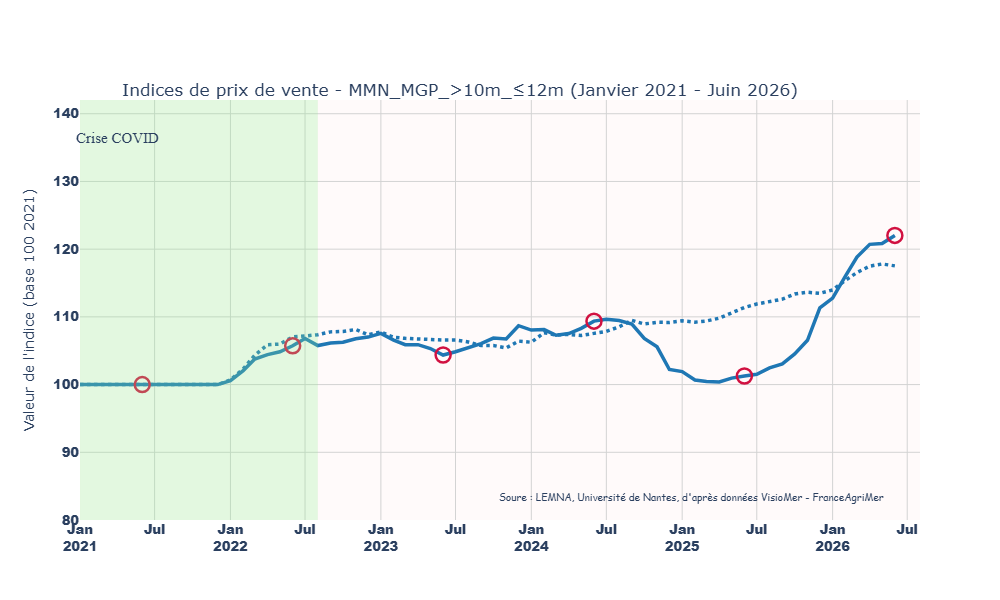 Indices de prix de vente - MMN_MGP_>10m_≤12m (Janvier 2021 - Juin 2026)
Valeur de l'indice (base 100 2021)
140
130
120
110
100
90
80
Crise COVID
Soure : LEMNA, Université de Nantes, d'après données VisioMer - FranceAgriMer
Jan Jul Jan Jul Jan Jul Jan Jul Jan Jul Jan Jul
2021 2022 2023 2024 2025 2026